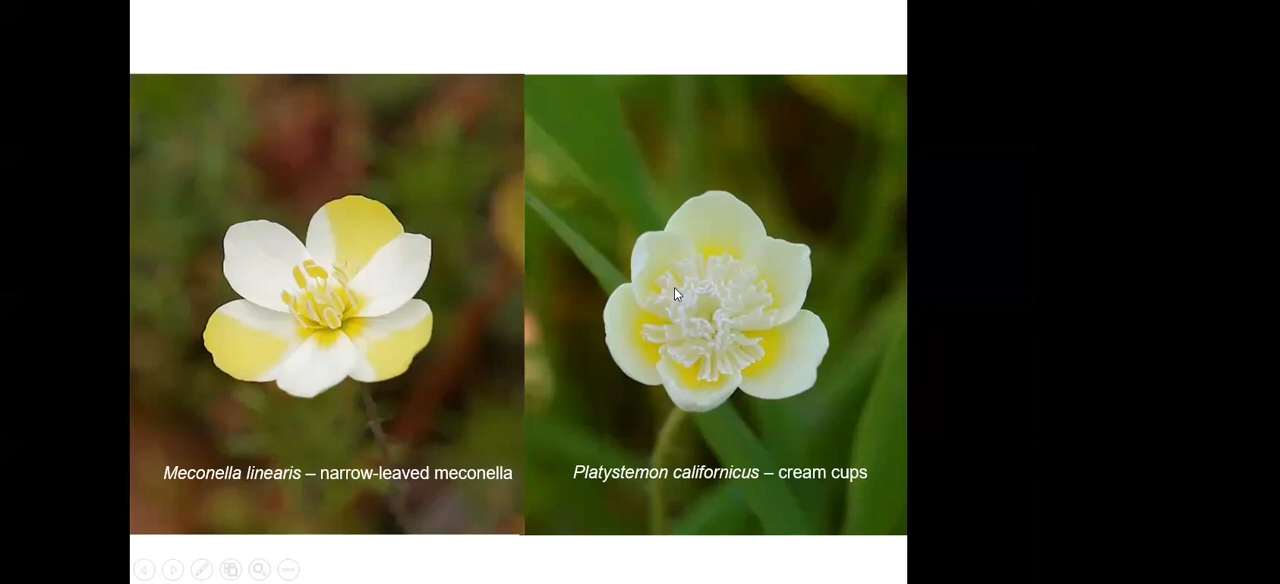 Meconella linearis – narrow-leaved meconella
Platystemon californicus – cream cups